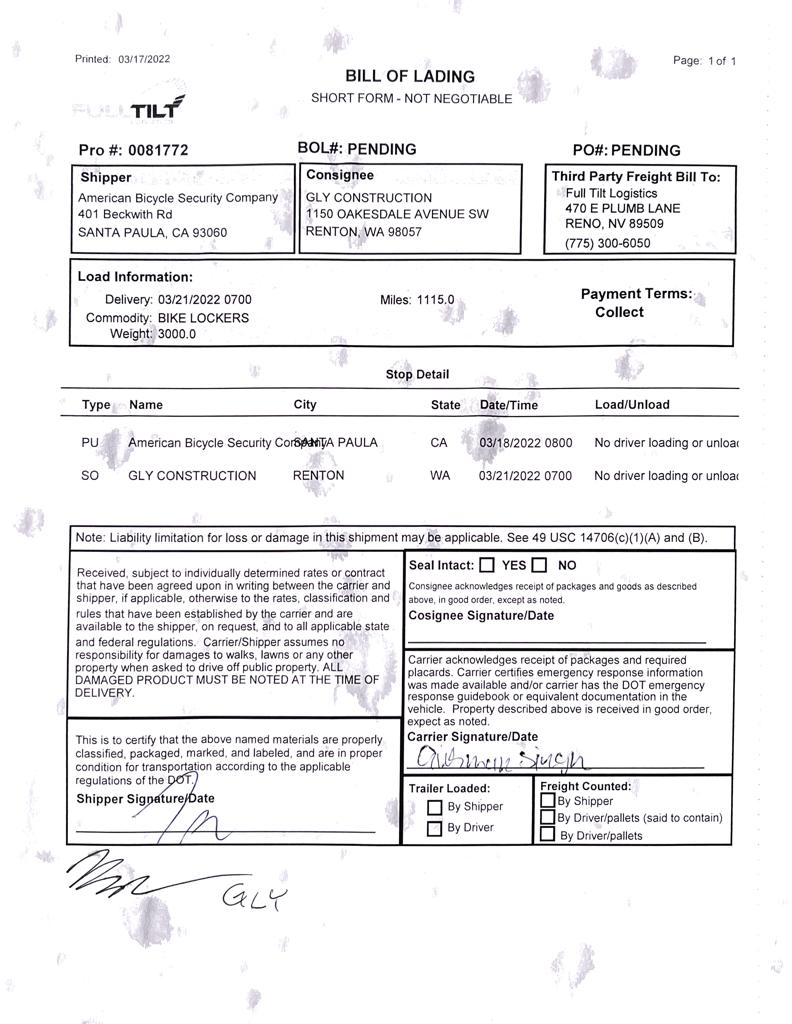 Printed: 03/17/2022
Page: 1 of 1
BILL OF LADING
SHORT FORM - NOT NEGOTIABLE
FULL TILT
Pro #: 0081772
BOL#: PENDING
PO#: PENDING
Shipper
American Bicycle Security Company
401 Beckwith Rd
SANTA PAULA, CA 93060
Consignee
GLY CONSTRUCTION
1150 OAKESDALE AVENUE SW
RENTON, WA 98057
Third Party Freight Bill To:
Full Tilt Logistics
470 E PLUMB LANE
RENO, NV 89509
(775) 300-6050
Load Information:
Delivery: 03/21/2022 0700
Commodity: BIKE LOCKERS
Weight: 3000.0
Miles: 1115.0
Payment Terms:
Collect
Stop Detail
Type Name City State Date/Time Load/Unload
PU American Bicycle Security Company SANTA PAULA CA 03/18/2022 0800 No driver loading or unload
SO GLY CONSTRUCTION RENTON WA 03/21/2022 0700 No driver loading or unload
Note: Liability limitation for loss or damage in this shipment may be applicable. See 49 USC 14706(c)(1)(A) and (B).
Received, subject to individually determined rates or contract
that have been agreed upon in writing between the carrier and
shipper, if applicable, otherwise to the rates, classification and
rules that have been established by the carrier and are
available to the shipper, on request, and to all applicable state
and federal regulations. Carrier/Shipper assumes no
responsibility for damages to walks, lawns or any other
property when asked to drive off public property. ALL
DAMAGED PRODUCT MUST BE NOTED AT THE TIME OF
DELIVERY.
This is to certify that the above named materials are properly
classified, packaged, marked, and labeled, and are in proper
condition for transportation according to the applicable
regulations of the DOT.
Shipper Signature/Date
Seal Intact: YES NO
Consignee acknowledges receipt of packages and goods as described
above, in good order, except as noted.
Cosignee Signature/Date
Carrier acknowledges receipt of packages and required
placards. Carrier certifies emergency response information
was made available and/or carrier has the DOT emergency
response guidebook or equivalent documentation in the
vehicle. Property described above is received in good order,
expect as noted.
Carrier Signature/Date
Singh
Trailer Loaded:
By Shipper
By Driver
Freight Counted:
By Shipper
By Driver/pallets (said to contain)
By Driver/pallets
GLY